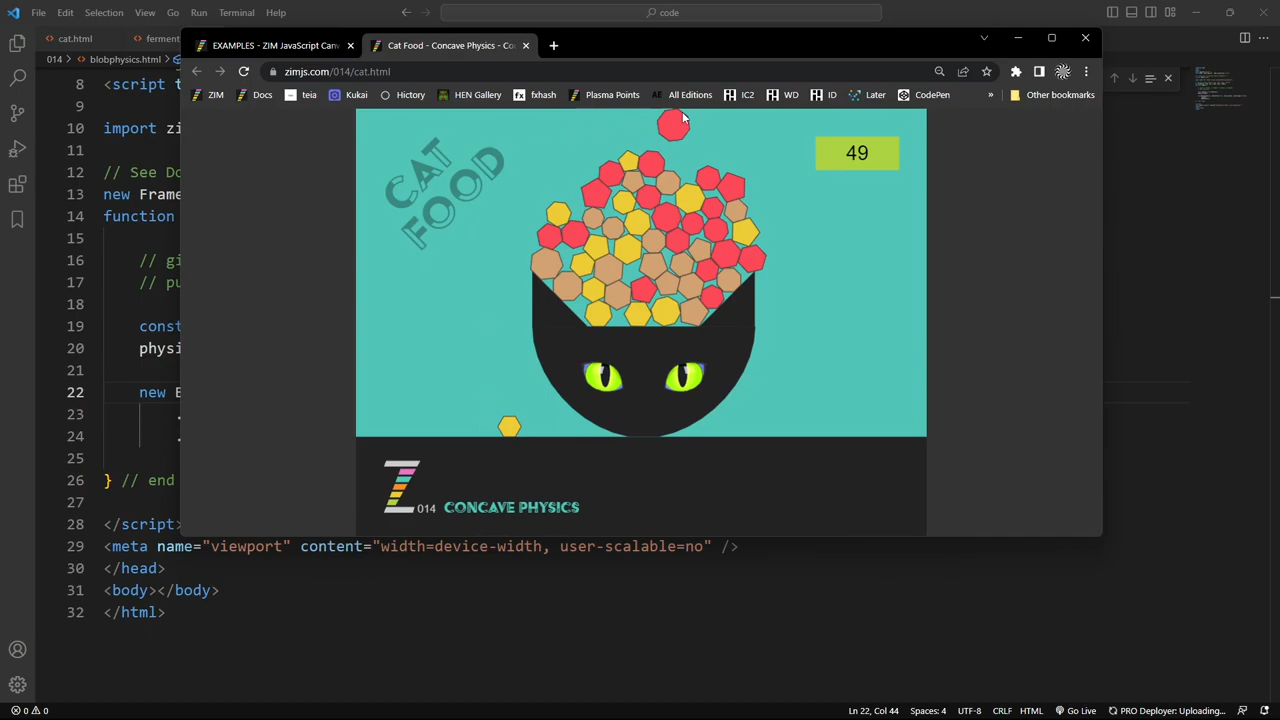 File Edit Selection View Go Run Terminal Help
code
cat.html
ferment
014 > blobphysics.html >
EXAMPLES - ZIM JavaScript Can
Cat Food - Concave Physics - Co
zimjs.com/014/cat.html
ZIM Docs teia Kukai History HEN Gallery fxhash Plasma Points All Editions IC2 WD ID Later CodePen » Other bookmarks
CAT
FOOD
49
Z 014 CONCAVE PHYSICS
8 <script t
9
10 import zi
11
12 // See Do
13 new Frame
14 function
15
16 // gi
17 // pu
18
19 const
20 physi
21
22 new B
23 .
24 .
25
26 } // end
27
28 </script>
29 <meta name="viewport" content="width=device-width, user-scalable=no" />
30 </head>
31 <body></body>
32 </html>
0 0 Ln 22, Col 44 Spaces: 4 UTF-8 CRLF HTML Go Live PRO Deployer: Uploading...